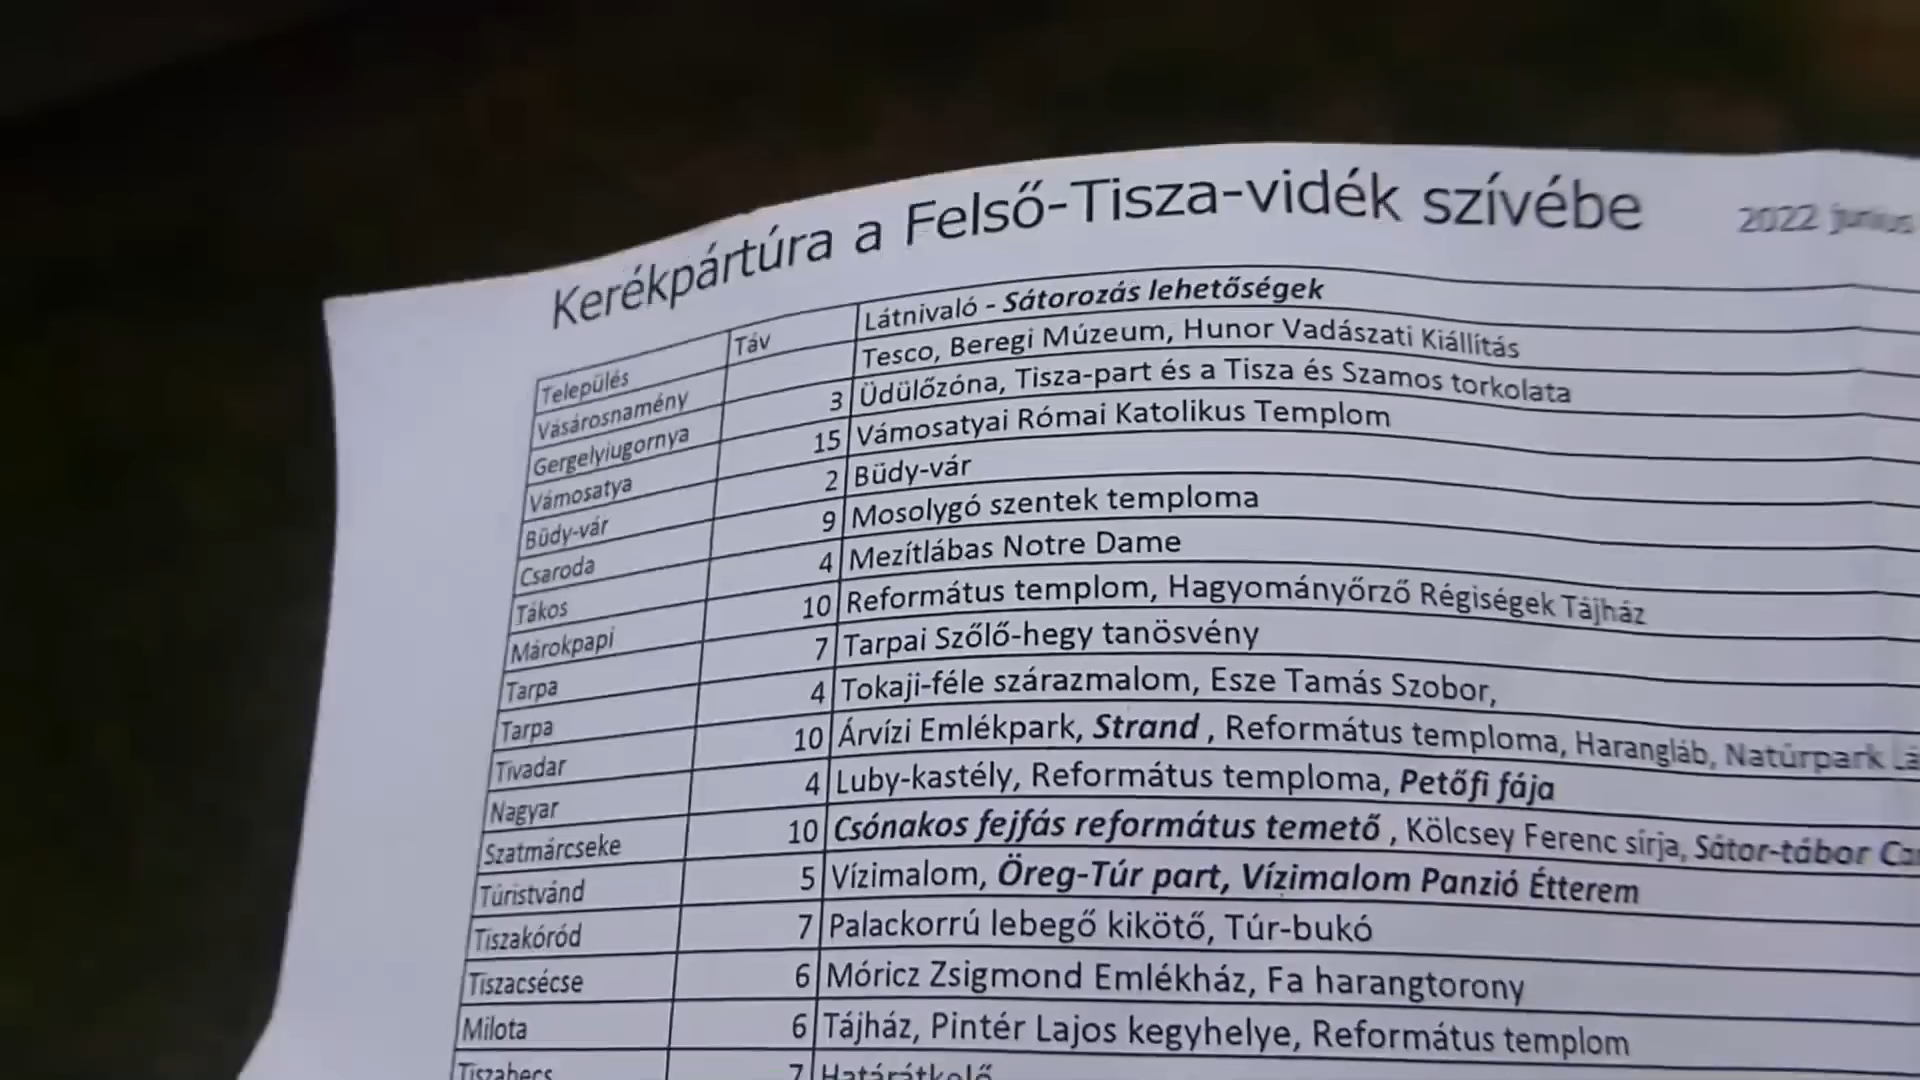 Kerékpártúra a Felső-Tisza-vidék szívébe 2022 junius
Település Táv Látnivaló - Sátorozás lehetőségek
Vásárosnamény Tesco, Beregi Múzeum, Hunor Vadászati Kiállítás
Gergelyiugornya 3 Üdülőzóna, Tisza-part és a Tisza és Szamos torkolata
Vámosatya 15 Vámosatyai Római Katolikus Templom
Büdy-vár 2 Büdy-vár
Csaroda 9 Mosolygó szentek temploma
Tákos 4 Mezítlábas Notre Dame
Márokpapi 10 Református templom, Hagyományőrző Régiségek Tájház
Tarpa 7 Tarpai Szőlő-hegy tanösvény
Tarpa 4 Tokaji-féle szárazmalom, Esze Tamás Szobor,
Tivadar 10 Árvízi Emlékpark, Strand , Református temploma, Harangláb, Natúrpark Lá
Nagyar 4 Luby-kastély, Református temploma, Petőfi fája
Szatmárcseke 10 Csónakos fejfás református temető , Kölcsey Ferenc sírja, Sátor-tábor
Túristvánd 5 Vízimalom, Öreg-Túr part, Vízimalom Panzió Étterem
Tiszakóród 7 Palackorrú lebegő kikötő, Túr-bukó
Tiszacsécse 6 Móricz Zsigmond Emlékház, Fa harangtorony
Milota 6 Tájház, Pintér Lajos kegyhelye, Református templom
Tiszabecs 7 Határátkelő